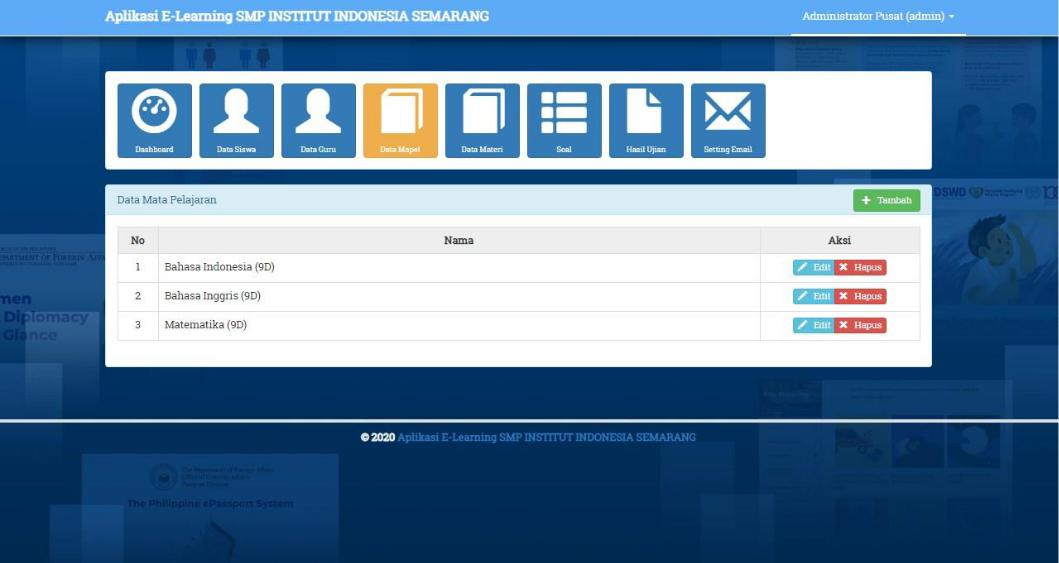 Aplikasi E-Learning SMP INSTITUT INDONESIA SEMARANG
Administrator Pusat (admin)
Dashboard
Data Siswa
Data Guru
Data Mapel
Data Materi
Soal
Hasil Ujian
Setting Email
Data Mata Pelajaran
Tambah
No Nama Aksi
1 Bahasa Indonesia (9D) Edit Hapus
2 Bahasa Inggris (9D) Edit Hapus
3 Matematika (9D) Edit Hapus
DSWD
men
Diplomacy
Glance
© 2020 Aplikasi E-Learning SMP INSTITUT INDONESIA SEMARANG
The Philippine ePassport System